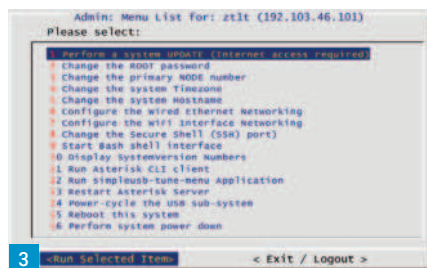 Admin: Menu List for: zt1t (192.103.46.101)
Please select:
1 Perform a system UPDATE (Internet access required)
2 Change the ROOT password
3 Change the primary NODE number
4 Change the system Timezone
5 Change the system Hostname
6 Configure the wired Ethernet Networking
7 Configure the WiFi Interface Networking
8 Change the Secure Shell (SSH) port)
9 Start Bash shell interface
10 Display SystemVersion Numbers
11 Run Asterisk CLI client
12 Run simpleusb-tune-menu Application
13 Restart Asterisk Server
14 Power-cycle the USB sub-system
15 Reboot this system
16 Perform system power down
3
<Run Selected Item> < Exit / Logout >